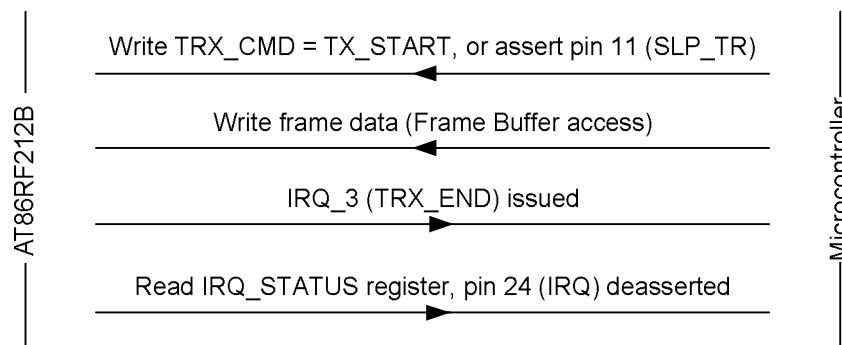 Write TRX_CMD = TX_START, or assert pin 11 (SLP_TR)
Write frame data (Frame Buffer access)
IRQ_3 (TRX_END) issued
Read IRQ_STATUS register, pin 24 (IRQ) deasserted
AT86RF212B
Microcontroller